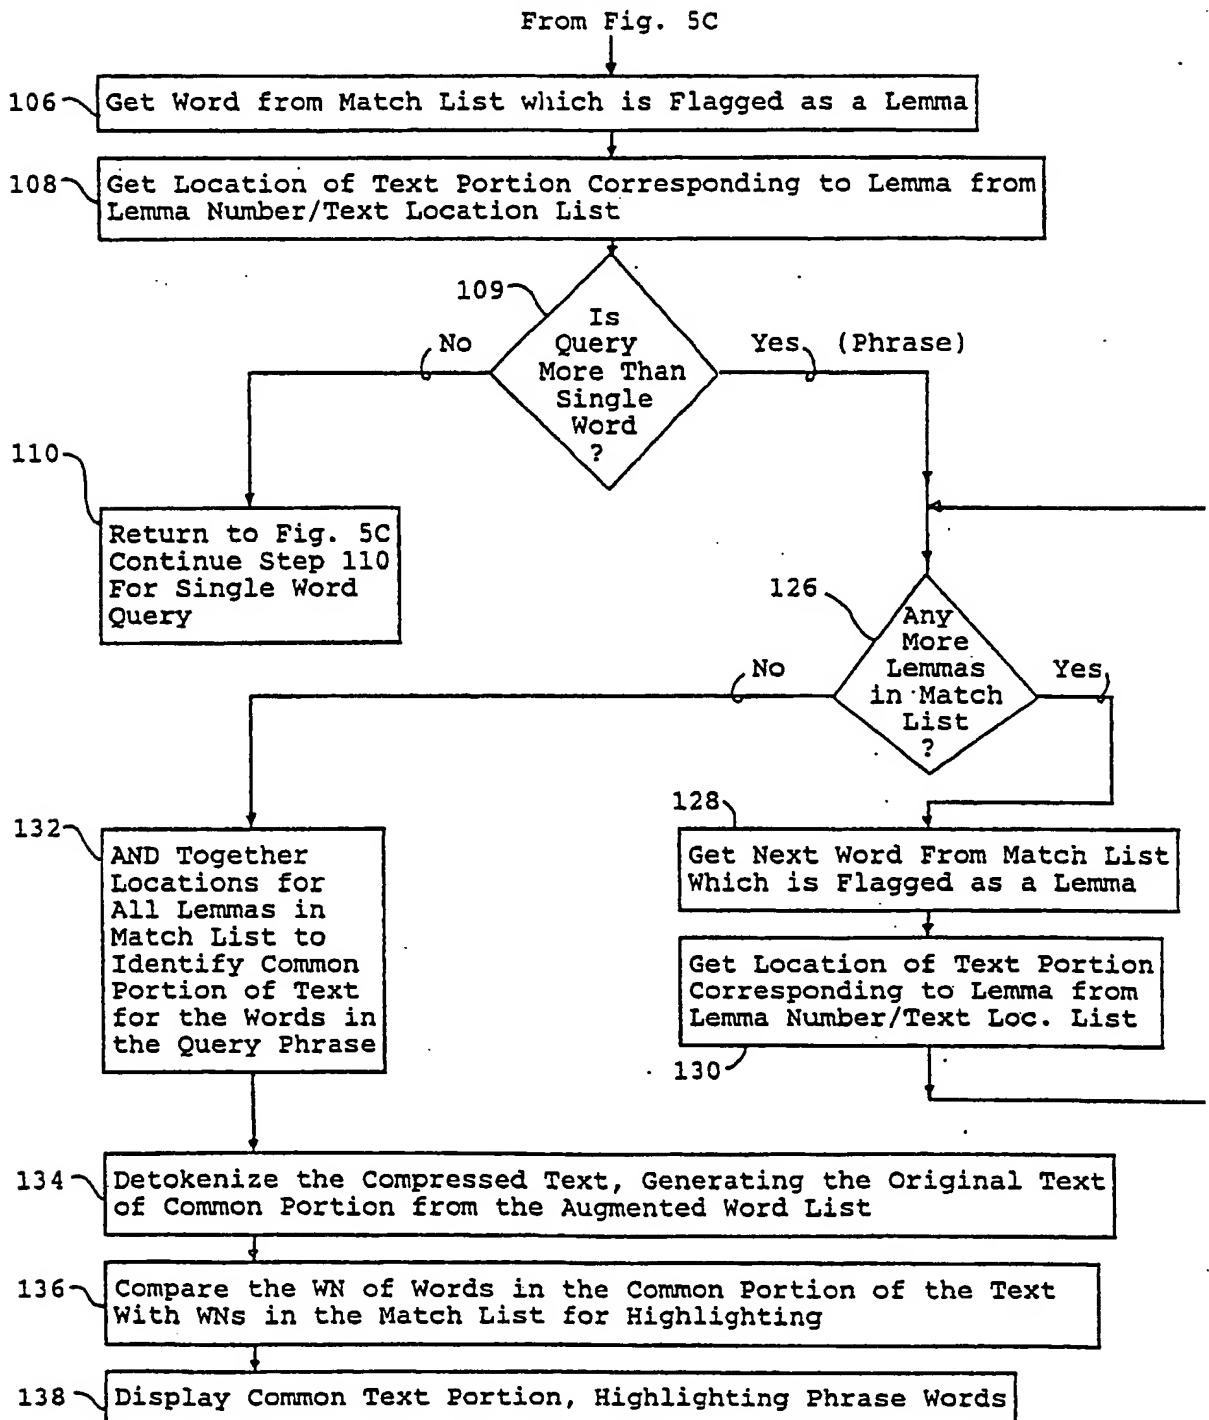 From Fig. 5C
106
Get Word from Match List which is Flagged as a Lemma
108
Get Location of Text Portion Corresponding to Lemma from
Lemma Number/Text Location List
109
Is
Query
More Than
Single
Word
?
No
Yes (Phrase)
110
Return to Fig. 5C
Continue Step 110
For Single Word
Query
126
Any
More
Lemmas
in Match
List
?
No
Yes
128
Get Next Word From Match List
Which is Flagged as a Lemma
Get Location of Text Portion
Corresponding to Lemma from
Lemma Number/Text Loc. List
130
132
AND Together
Locations for
All Lemmas in
Match List to
Identify Common
Portion of Text
for the Words in
the Query Phrase
134
Detokenize the Compressed Text, Generating the Original Text
of Common Portion from the Augmented Word List
136
Compare the WN of Words in the Common Portion of the Text
With WNs in the Match List for Highlighting
138
Display Common Text Portion, Highlighting Phrase Words